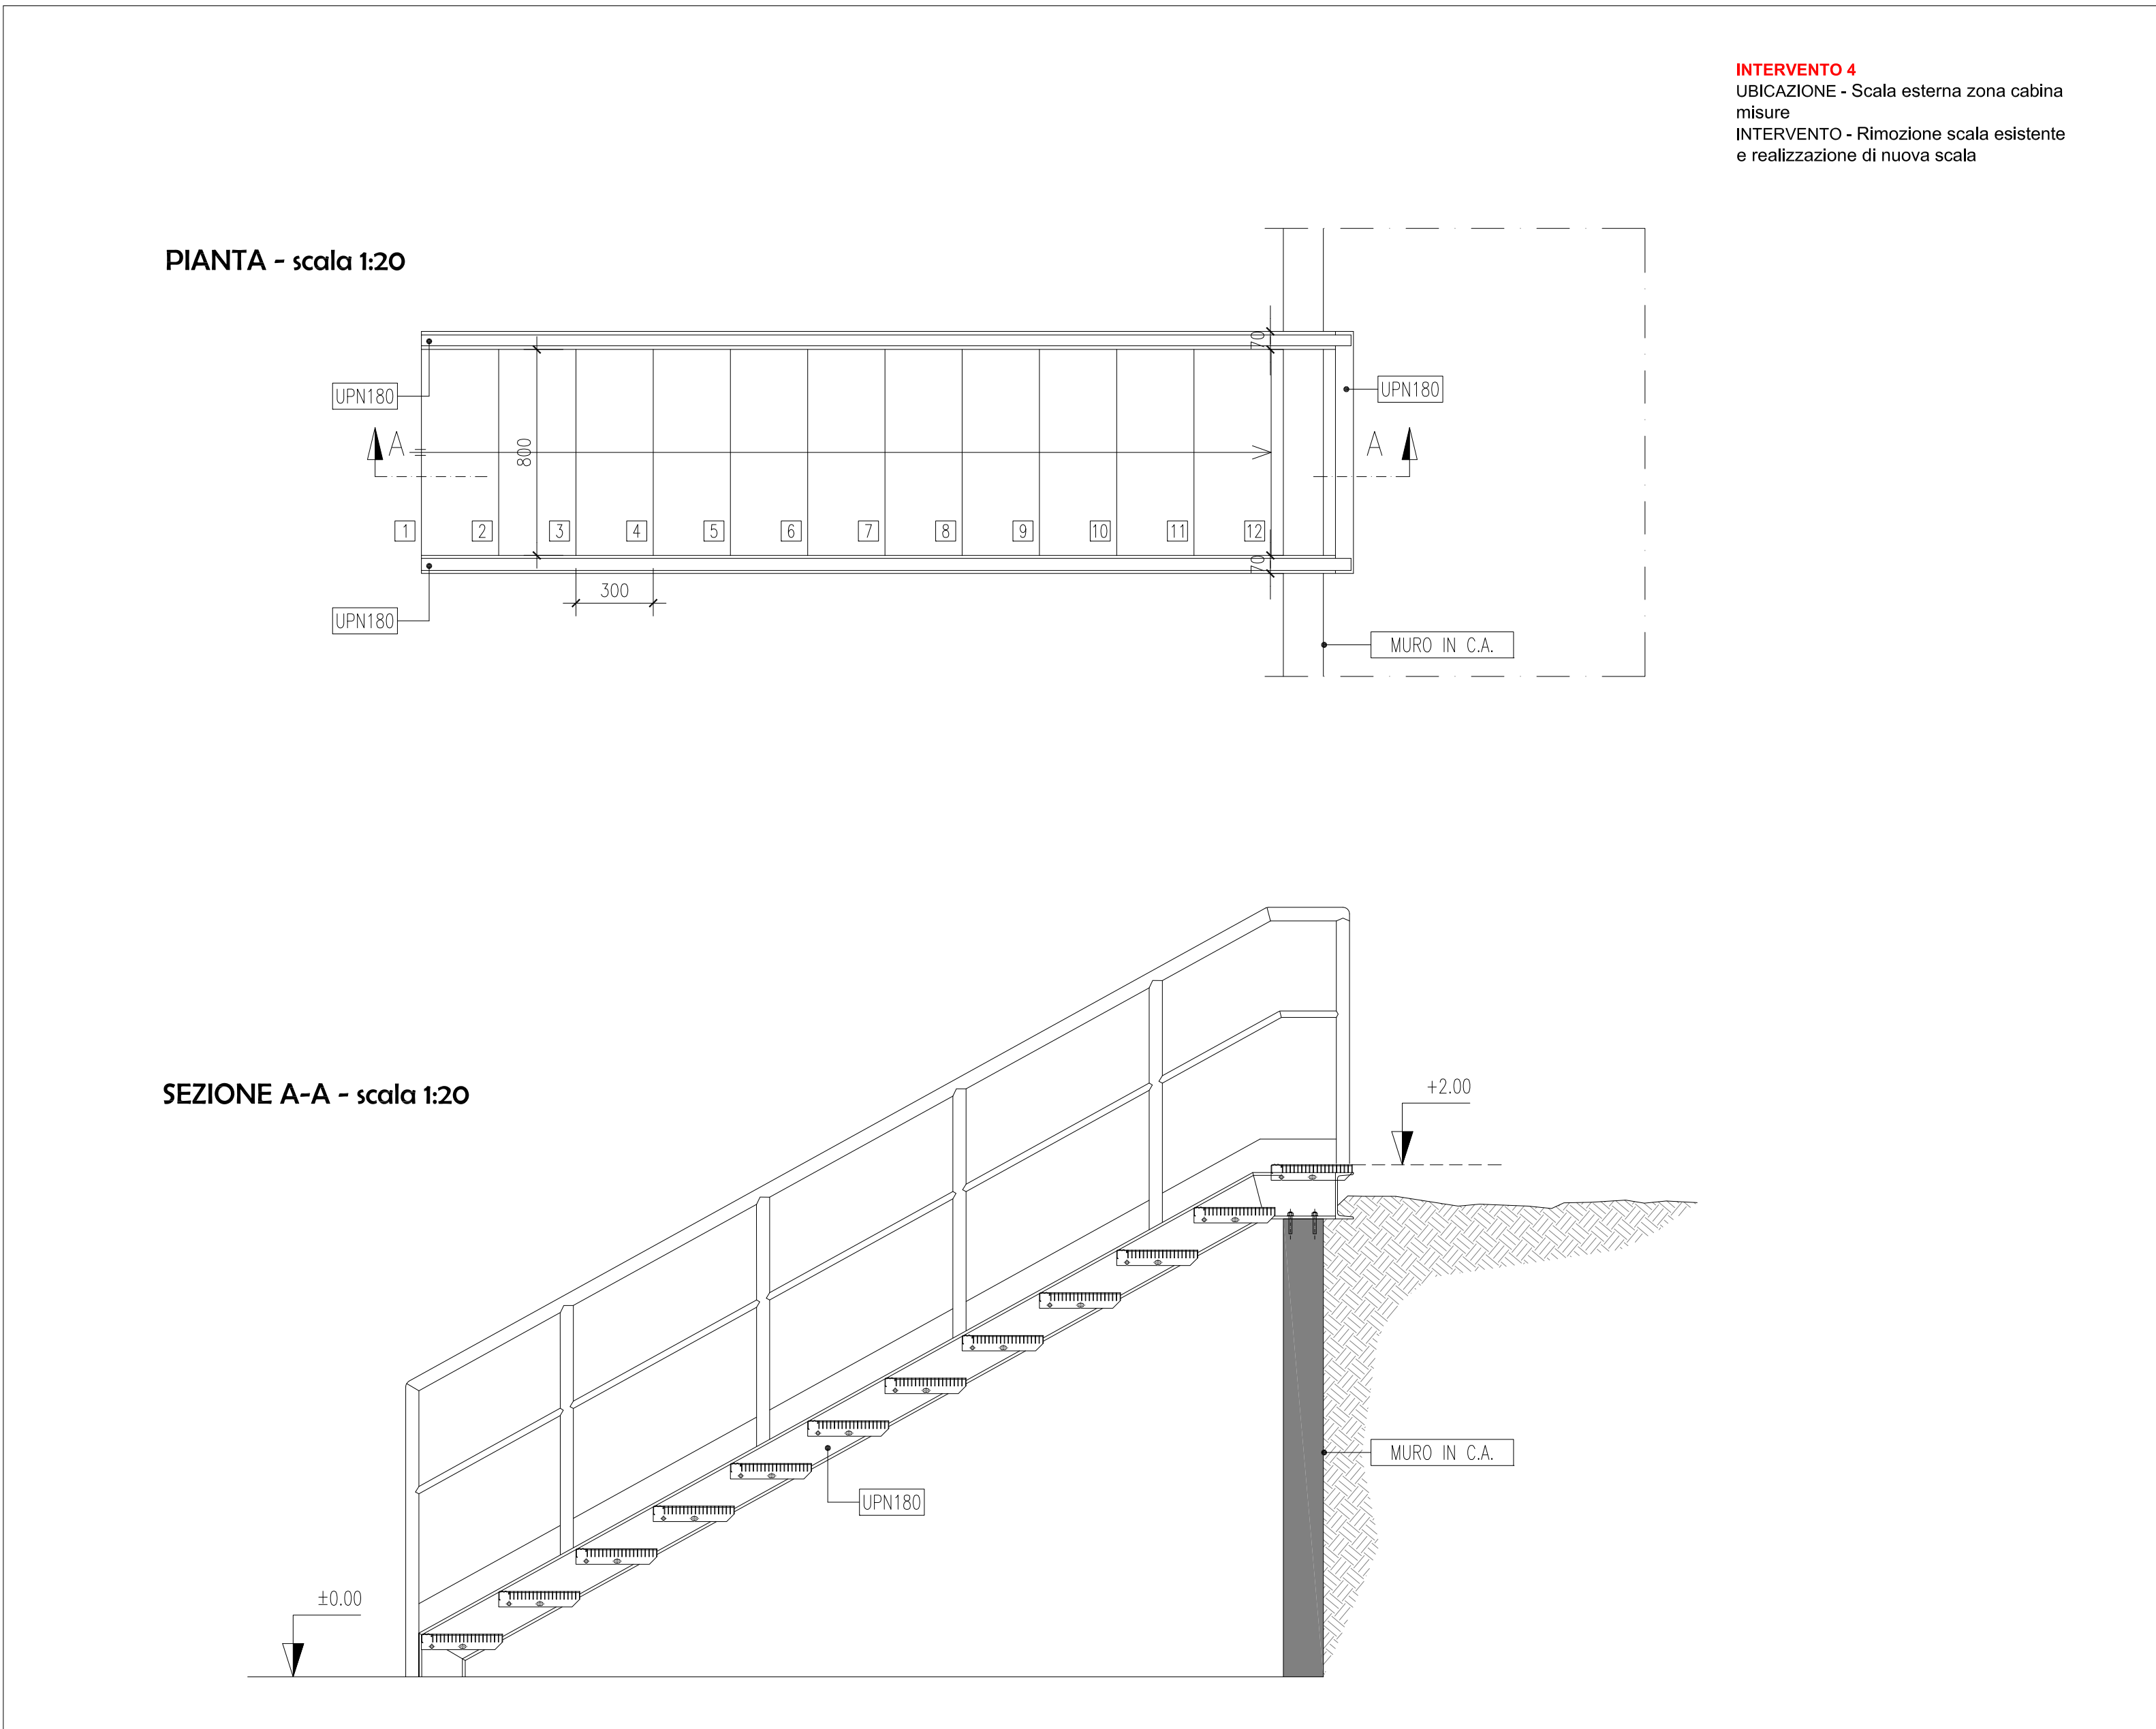 INTERVENTO 4
UBICAZIONE - Scala esterna zona cabina
misure
INTERVENTO - Rimozione scala esistente
e realizzazione di nuova scala
PIANTA - scala 1:20
70
UPN180
UPN180
A
800
A
1
2
3
4
5
6
7
8
9
10
11
12
70
300
UPN180
MURO IN C.A.
SEZIONE A-A - scala 1:20
+2.00
MURO IN C.A.
UPN180
±0.00